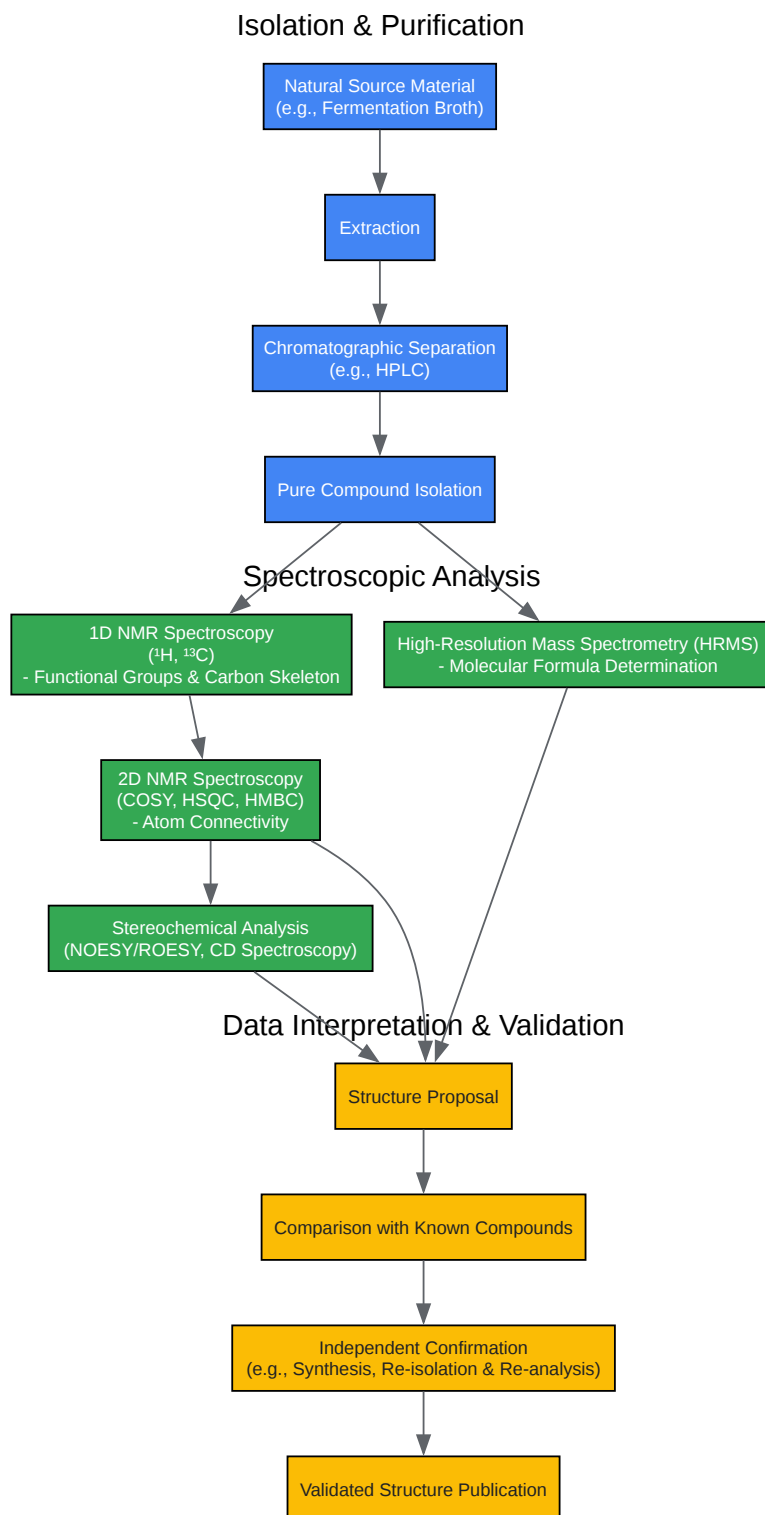 Isolation & Purification
Natural Source Material
(e.g., Fermentation Broth)
Extraction
Chromatographic Separation
(e.g., HPLC)
Pure Compound Isolation
Spectroscopic Analysis
1D NMR Spectroscopy
(¹H, ¹³C)
- Functional Groups & Carbon Skeleton
High-Resolution Mass Spectrometry (HRMS)
- Molecular Formula Determination
2D NMR Spectroscopy
(COSY, HSQC, HMBC)
- Atom Connectivity
Stereochemical Analysis
(NOESY/ROESY, CD Spectroscopy)
Data Interpretation & Validation
Structure Proposal
Comparison with Known Compounds
Independent Confirmation
(e.g., Synthesis, Re-isolation & Re-analysis)
Validated Structure Publication